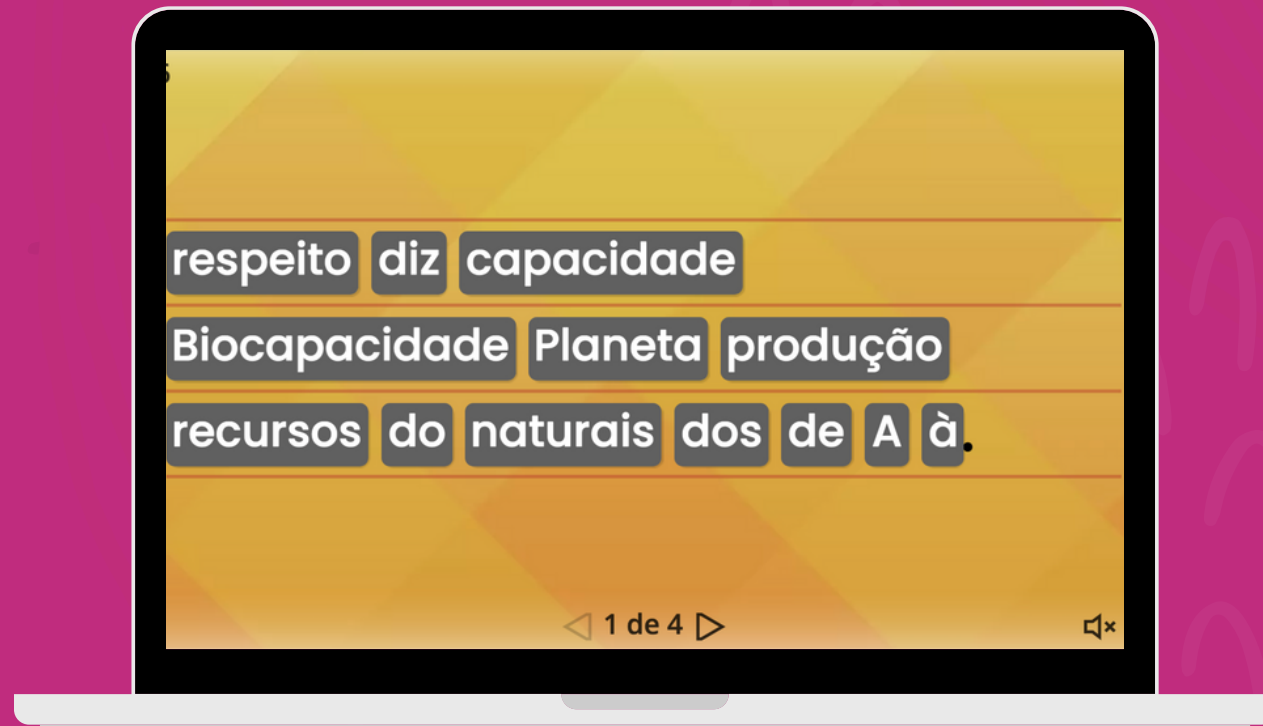 respeito diz capacidade
Biocapacidade Planeta produção
recursos do naturais dos de A à.
1 de 4